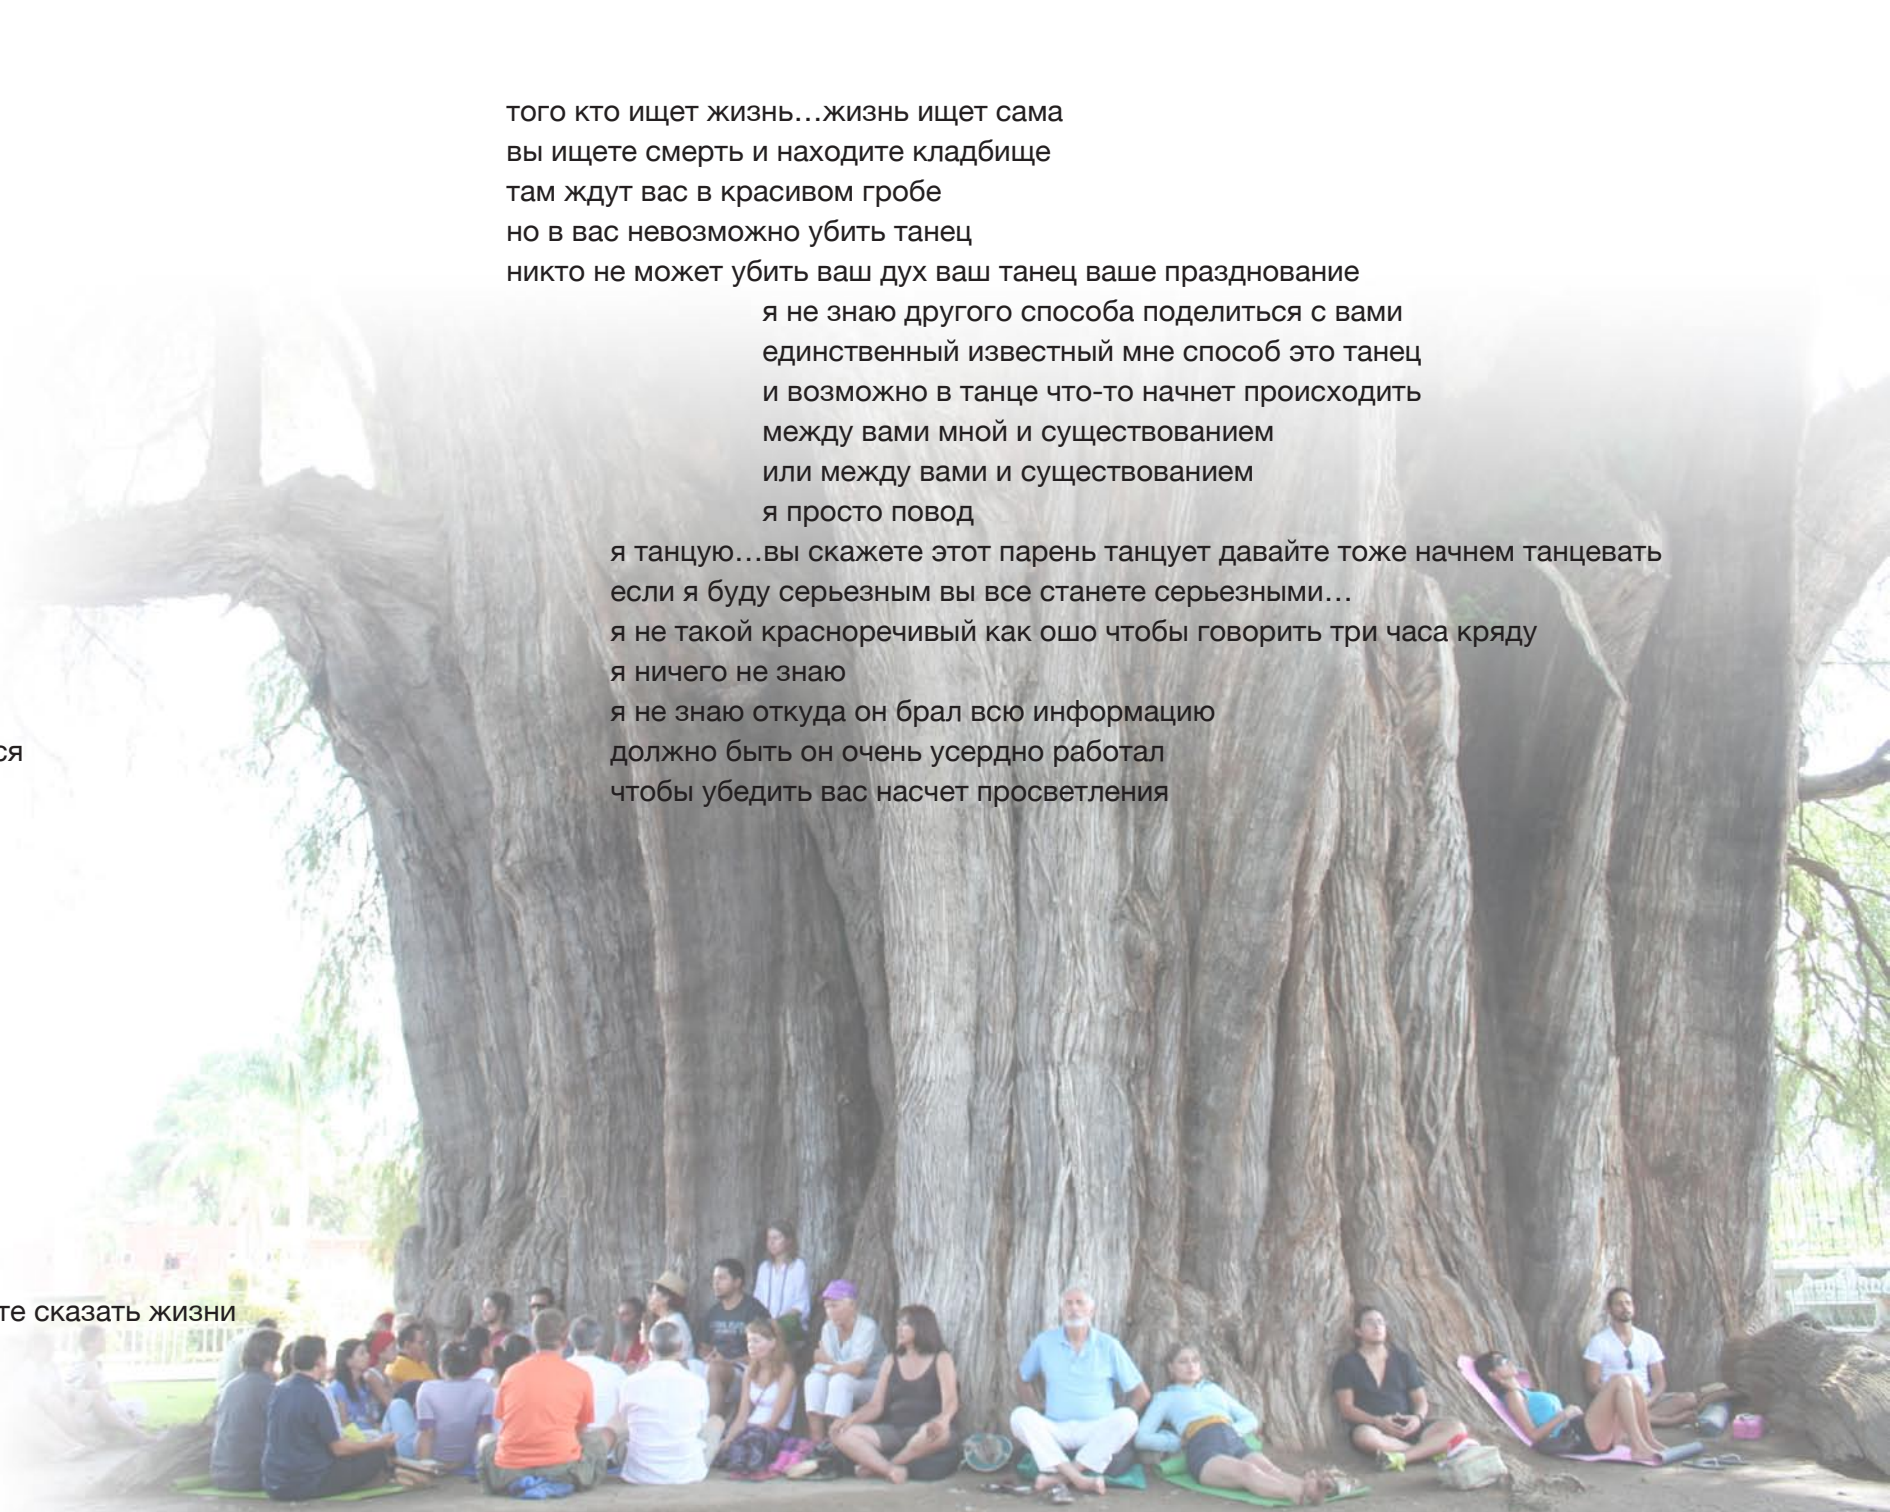 того кто ищет жизнь…жизнь ищет сама
вы ищете смерть и находите кладбище
там ждут вас в красивом гробе
но в вас невозможно убить танец
никто не может убить ваш дух ваш танец ваше празднование
я не знаю другого способа поделиться с вами
единственный известный мне способ это танец
и возможно в танце что-то начнет происходить
между вами мной и существованием
или между вами и существованием
я просто повод
я танцую…вы скажете этот парень танцует давайте тоже начнем танцевать
если я буду серьезным вы все станете серьезными…
я не такой красноречивый как ошо чтобы говорить три часа кряду
я ничего не знаю
я не знаю откуда он брал всю информацию
ся
должно быть он очень усердно работал
чтобы убедить вас насчет просветления
те сказать жизни